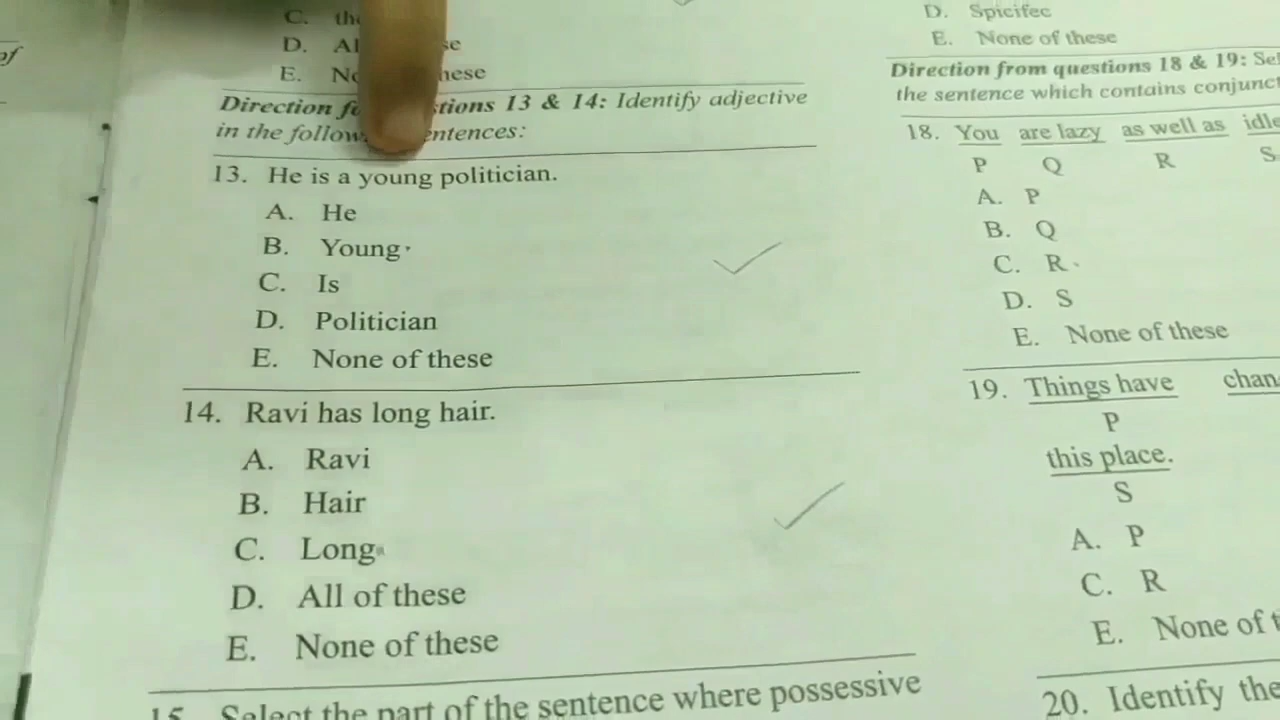 of
C.
D.
E.
Direction
13 & 14: Identify adjective
in the
13. He is a young politician.
A. He
B. Young
C. Is
D. Politician
E. None of these
14. Ravi has long hair.
A. Ravi
B. Hair
C. Long
D. All of these
E. None of these
Select the part of the sentence where possessive
D. Spicifec
E. None of these
Direction from questions 18 & 19:
the sentence which contains
18. You are lazy as well as
P Q R S
A. P
B. Q
C. R
D. S
E. None of these
19. Things have
P
this place.
S
A. P
C. R
E. None of
20. Identify the